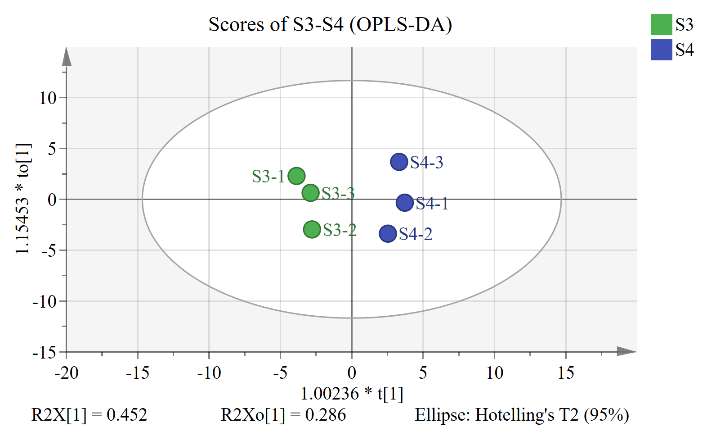 Scores of S3-S4 (OPLS-DA)
S3
S4
10
5
0
-5
-10
-15
1.15453 * to[1]
S4-3
S3-1
S3-3
S4-1
S3-2
S4-2
-20
-15
-10
-5
0
5
10
15
1.00236 * t[1]
R2X[1] = 0.452
R2Xo[1] = 0.286
Ellipse: Hotelling's T2 (95%)